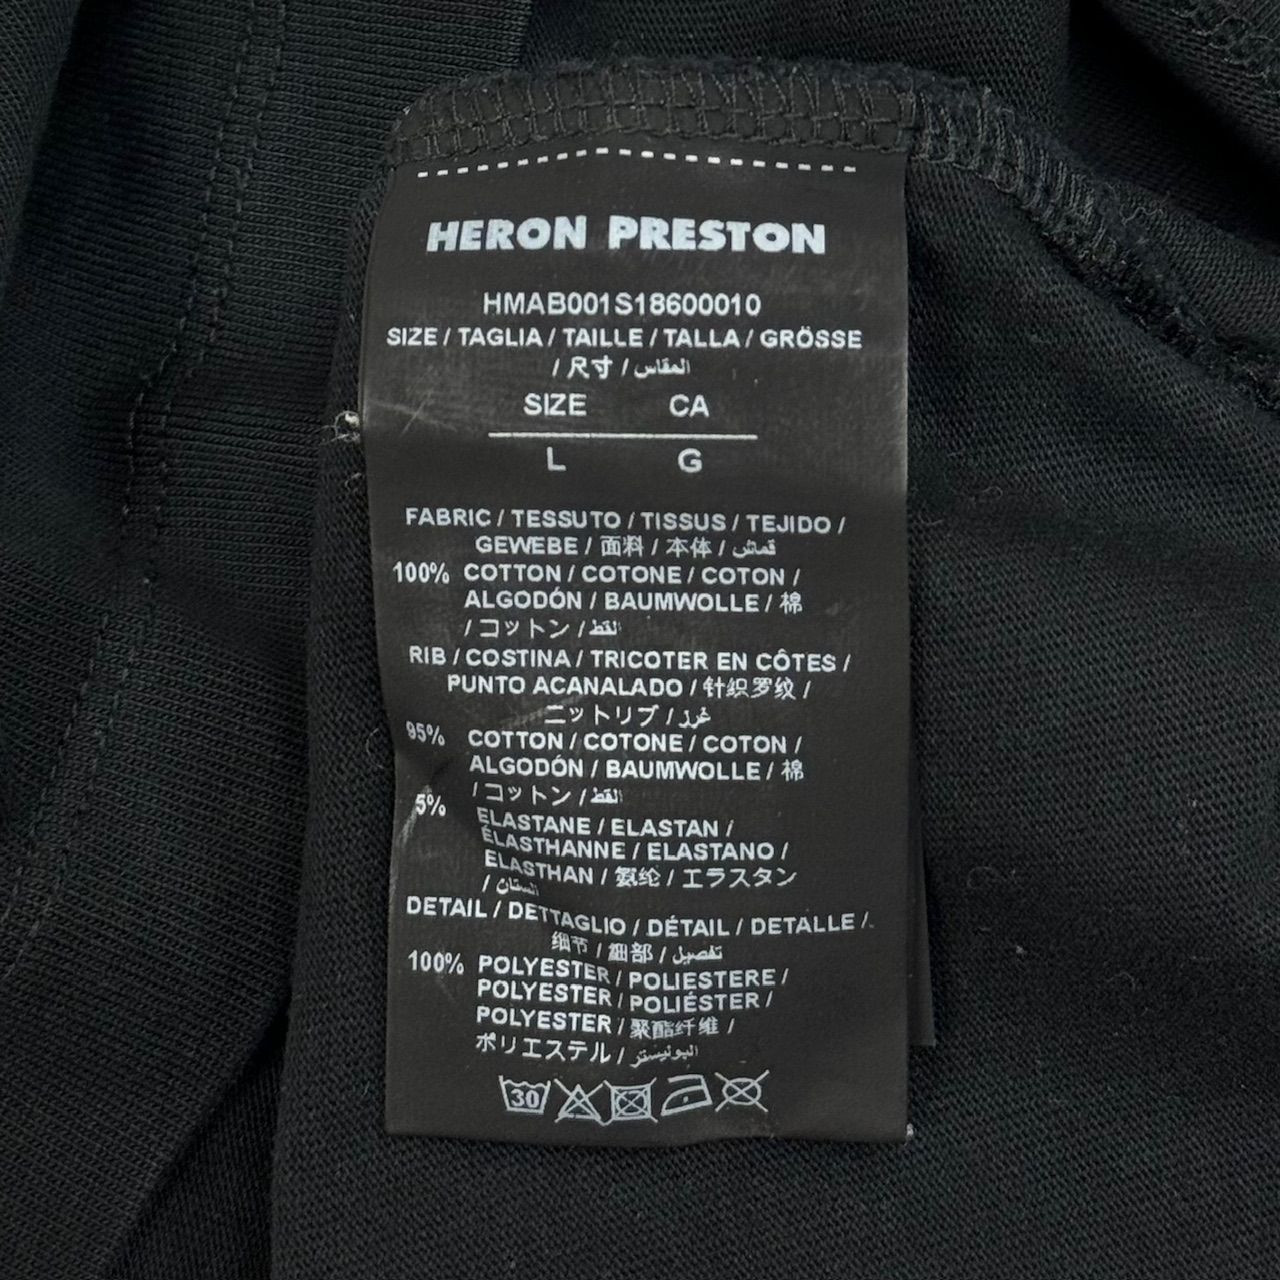 HERON PRESTON
HMAB001S18600010
SIZE / TAGLIA / TAILLE / TALLA / GRÖSSE
/ 尺寸 / المقاس
SIZE CA
L G
FABRIC / TESSUTO / TISSUS / TEJIDO /
GEWEBE / 面料 / 本体 / قماش
100% COTTON / COTONE / COTON /
ALGODÓN / BAUMWOLLE / 棉
/ コットン / القط
RIB / COSTINA / TRICOTER EN CÔTES /
PUNTO ACANALADO / 针织罗纹 /
ニットリブ / غرز
95% COTTON / COTONE / COTON /
ALGODÓN / BAUMWOLLE / 棉
/ コットン / القط
5% ELASTANE / ELASTAN /
ÉLASTHANNE / ELASTANO /
ELASTHAN / 氨纶 / エラスタン
/ الستان
DETAIL / DETTAGLIO / DÉTAIL / DETALLE /
细节 / 細部 / تفصيل
100% POLYESTER / POLIESTERE /
POLYESTER / POLIÉSTER /
POLYESTER / 聚酯纤维 /
ポリエステル / البوليستر
30